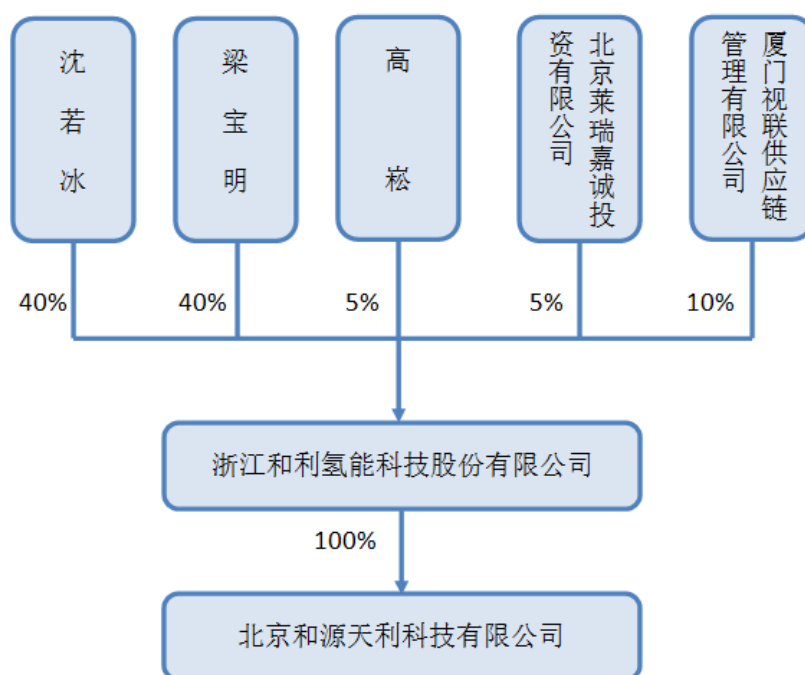 沈若冰
梁宝明
高崧
北京莱瑞嘉诚投
资有限公司
厦门视联供应链
管理有限公司
40%
40%
5%
5%
10%
浙江和利氢能科技股份有限公司
100%
北京和源天利科技有限公司